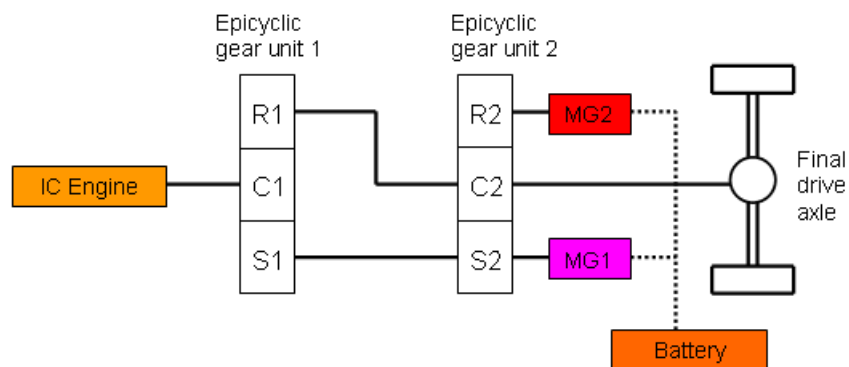 Epicyclic
gear unit 1
Epicyclic
gear unit 2
R1
R2
MG2
IC Engine
C1
C2
Final
drive
axle
S1
S2
MG1
Battery